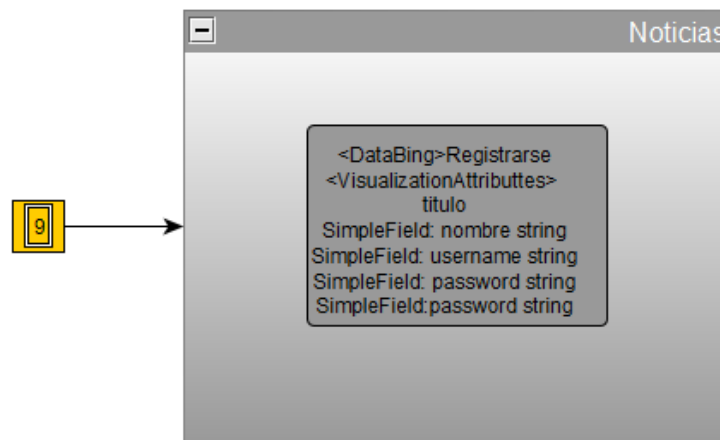 Noticias
<DataBing>Registrarse
<VisualizationAttributtes>
titulo
9
SimpleField: nombre string
SimpleField: username string
SimpleField: password string
SimpleField:password string